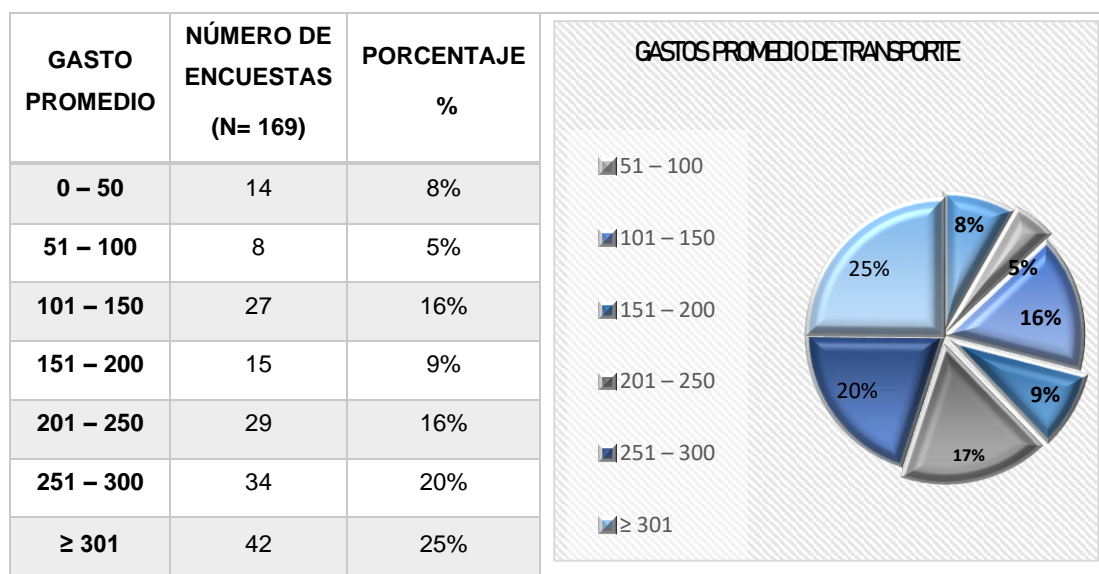 GASTO PROMEDIO | NÚMERO DE ENCUESTAS (N= 169) | PORCENTAJE %
0 – 50 | 14 | 8%
51 – 100 | 8 | 5%
101 – 150 | 27 | 16%
151 – 200 | 15 | 9%
201 – 250 | 29 | 16%
251 – 300 | 34 | 20%
≥ 301 | 42 | 25%
GASTOS PROMEDIO DE TRANSPORTE
51 – 100
101 – 150
151 – 200
201 – 250
251 – 300
≥ 301
8%
5%
16%
9%
17%
20%
25%